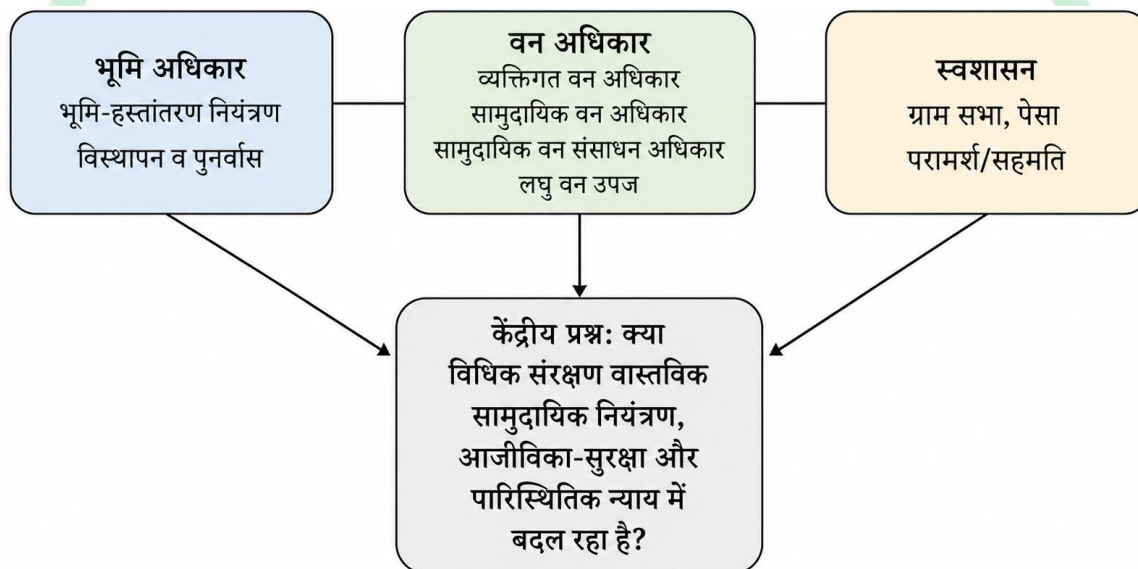 भूमि अधिकार
भूमि-हस्तांतरण नियंत्रण
विस्थापन व पुनर्वास
वन अधिकार
व्यक्तिगत वन अधिकार
सामुदायिक वन अधिकार
सामुदायिक वन संसाधन अधिकार
लघु वन उपज
स्वशासन
ग्राम सभा, पेसा
परामर्श/सहमति
केंद्रीय प्रश्न: क्या
विधिक संरक्षण वास्तविक
सामुदायिक नियंत्रण,
आजीविका-सुरक्षा और
पारिस्थितिक न्याय में
बदल रहा है?